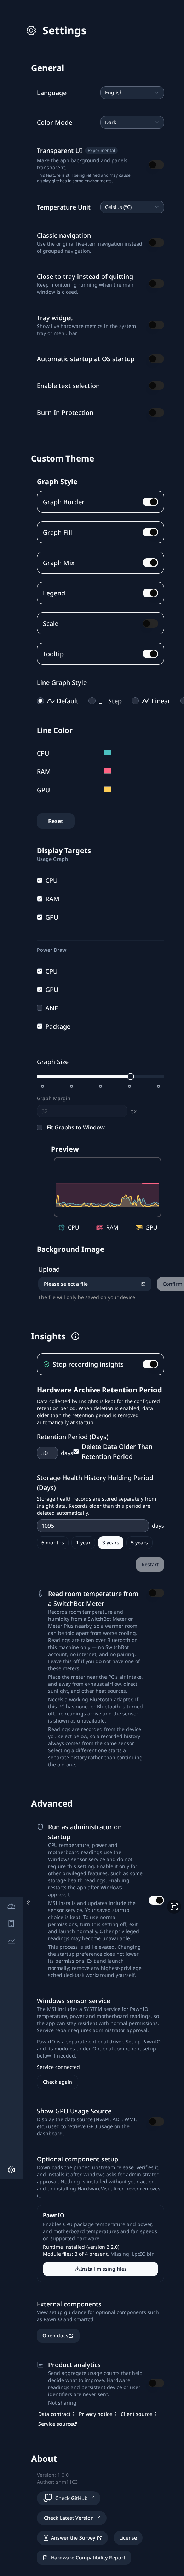 Settings
General
Language
English
Color Mode
Dark
Transparent UI
Experimental
Make the app background and panels
transparent.
This feature is still being refined and may cause
display glitches in some environments.
Temperature Unit
Celsius (°C)
Classic navigation
Use the original five-item navigation instead
of grouped navigation.
Close to tray instead of quitting
Keep monitoring running when the main
window is closed.
Tray widget
Show live hardware metrics in the system
tray or menu bar.
Automatic startup at OS startup
Enable text selection
Burn-In Protection
Custom Theme
Graph Style
Graph Border
Graph Fill
Graph Mix
Legend
Scale
Tooltip
Line Graph Style
Default
Step
Linear
Line Color
CPU
RAM
GPU
Reset
Display Targets
Usage Graph
CPU
RAM
GPU
Power Draw
CPU
GPU
ANE
Package
Graph Size
Graph Margin
32
px
Fit Graphs to Window
Preview
CPU
RAM
GPU
Background Image
Upload
Please select a file
Confirm
The file will only be saved on your device
Insights
Stop recording insights
Hardware Archive Retention Period
Data collected by Insights is kept for the configured
retention period. When deletion is enabled, data
older than the retention period is removed
automatically at startup.
Retention Period (Days)
30
days
Delete Data Older Than
Retention Period
Storage Health History Holding Period
(Days)
Storage health records are stored separately from
Insight data. Records older than this period are
deleted automatically.
1095
days
6 months
1 year
3 years
5 years
Restart
Read room temperature from
a SwitchBot Meter
Records room temperature and
humidity from a SwitchBot Meter or
Meter Plus nearby, so a warmer room
can be told apart from worse cooling.
Readings are taken over Bluetooth on
this machine only — no SwitchBot
account, no internet, and no pairing.
Leave this off if you do not have one of
these meters.
Place the meter near the PC's air intake,
and away from exhaust airflow, direct
sunlight, and other heat sources.
Needs a working Bluetooth adapter. If
this PC has none, or Bluetooth is turned
off, no readings arrive and the sensor
is shown as unavailable.
Readings are recorded from the device
you select below, so a recorded history
always comes from the same sensor.
Selecting a different one starts a
separate history rather than continuing
the old one.
Advanced
Run as administrator on
startup
CPU temperature, power, and
motherboard readings use the
Windows sensor service and do not
require this setting. Enable it only for
other privileged features, such as
storage health readings. Enabling
restarts the app after Windows
approval.
MSI installs and updates include the
sensor service. Your saved startup
choice is kept. To use normal
permissions, turn this setting off, exit
and launch normally. Other privileged
readings may become unavailable.
This process is still elevated. Changing
the startup preference does not lower
its permissions. Exit and launch
normally; remove any highest-privilege
scheduled-task workaround yourself.
Windows sensor service
The MSI includes a SYSTEM service for PawnIO
temperature, power, and motherboard readings, so
the app can stay resident with normal permissions.
Service repair requires administrator approval.
PawnIO is a separate optional driver. Set up PawnIO
and its modules under Optional component setup
below if needed.
Service connected
Check again
Show GPU Usage Source
Display the data source (NVAPI, ADL, WMI,
etc.) used to retrieve GPU usage on the
dashboard.
Optional component setup
Downloads the pinned upstream release, verifies it,
and installs it after Windows asks for administrator
approval. Nothing is installed without your action,
and uninstalling HardwareVisualizer never removes
it.
PawnIO
Enables CPU package temperature and power,
and motherboard temperatures and fan speeds
on supported hardware.
Runtime installed (version 2.2.0)
Module files: 3 of 4 present. Missing: LpcIO.bin
Install missing files
External components
View setup guidance for optional components such
as PawnIO and smartctl.
Open docs
Product analytics
Send aggregate usage counts that help
decide what to improve. Hardware
readings and persistent device or user
identifiers are never sent.
Not sharing
Data contract
Privacy notice
Client source
Service source
About
Version: 1.0.0
Author: shm11C3
Check GitHub
Check Latest Version
Answer the Survey
License
Hardware Compatibility Report